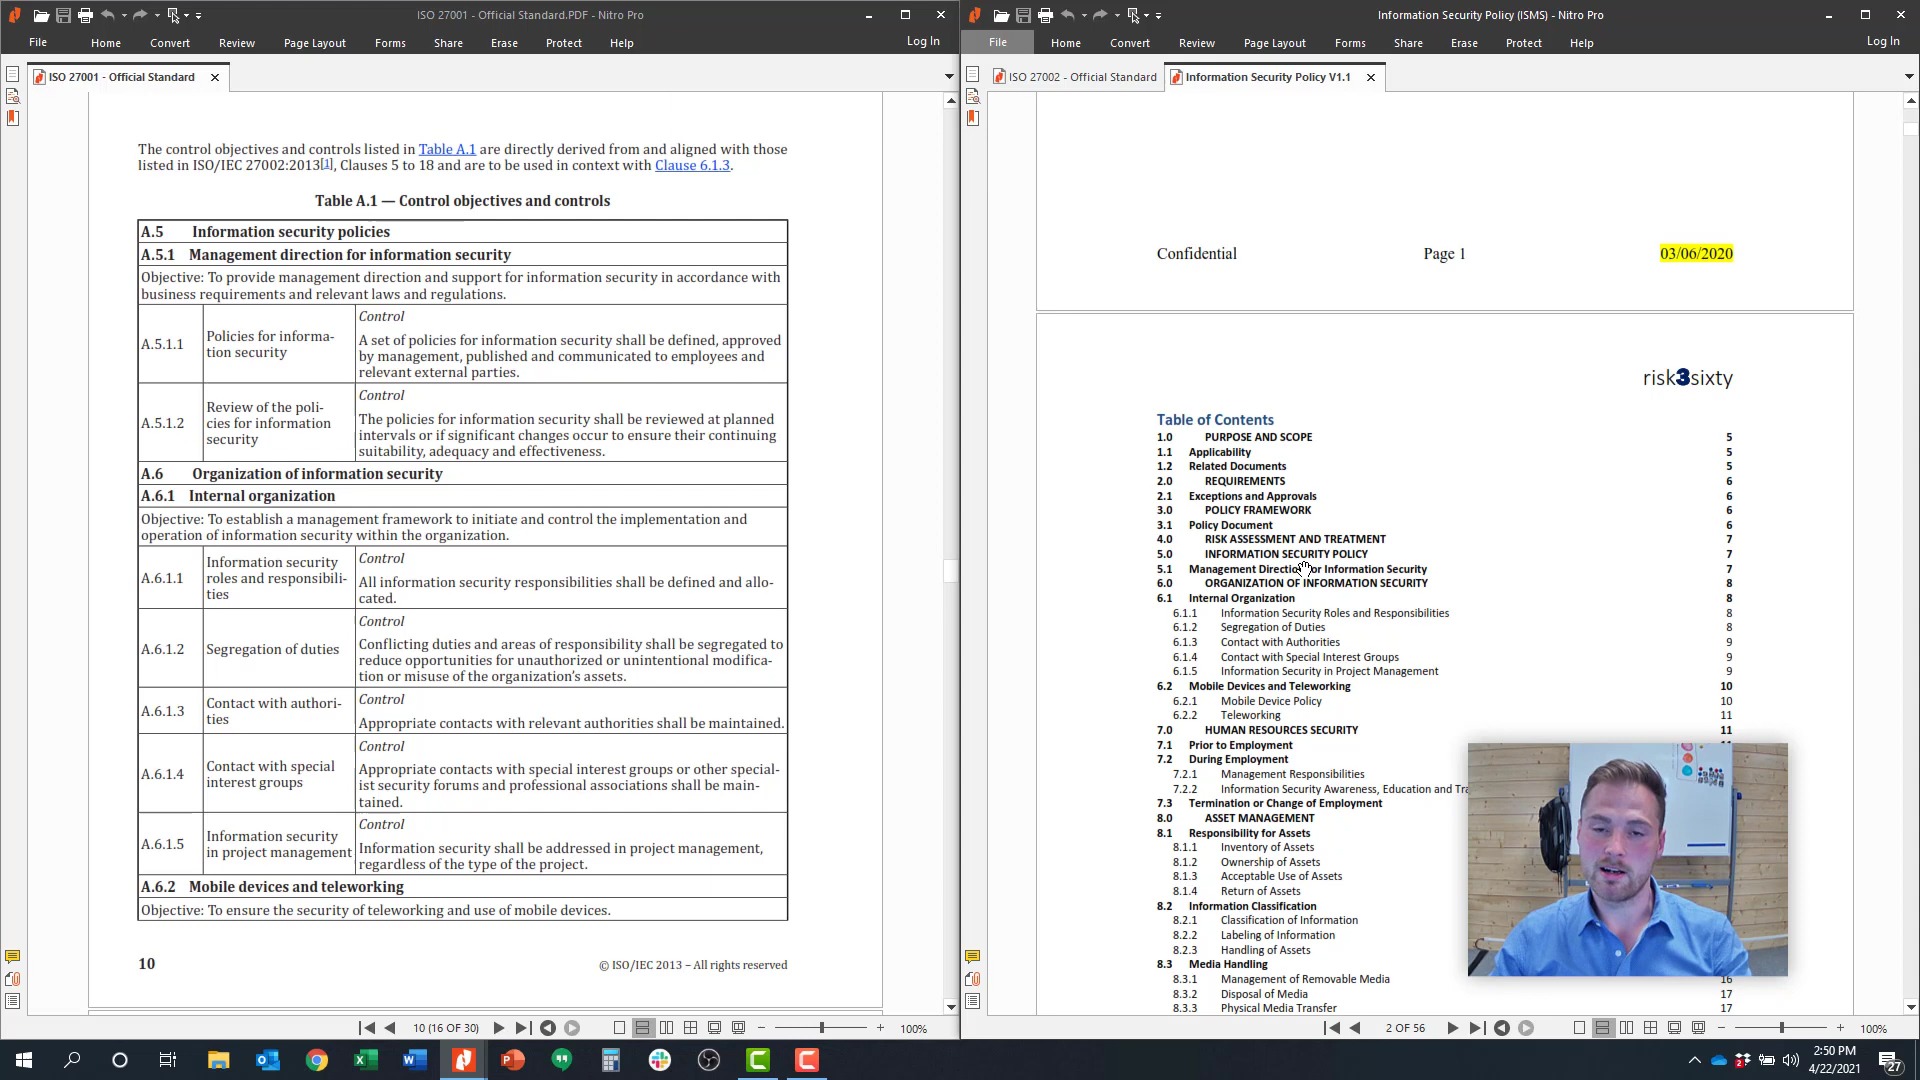 ISO 27001 - Official Standard.PDF - Nitro Pro
File Home Convert Review Page Layout Forms Share Erase Protect Help Log In
ISO 27001 - Official Standard
The control objectives and controls listed in Table A.1 are directly derived from and aligned with those
listed in ISO/IEC 27002:2013[1], Clauses 5 to 18 and are to be used in context with Clause 6.1.3.
Table A.1 — Control objectives and controls
A.5 Information security policies
A.5.1 Management direction for information security
Objective: To provide management direction and support for information security in accordance with
business requirements and relevant laws and regulations.
A.5.1.1
Policies for informa-
tion security
Control
A set of policies for information security shall be defined, approved
by management, published and communicated to employees and
relevant external parties.
A.5.1.2
Review of the poli-
cies for information
security
Control
The policies for information security shall be reviewed at planned
intervals or if significant changes occur to ensure their continuing
suitability, adequacy and effectiveness.
A.6 Organization of information security
A.6.1 Internal organization
Objective: To establish a management framework to initiate and control the implementation and
operation of information security within the organization.
A.6.1.1
Information security
roles and responsibili-
ties
Control
All information security responsibilities shall be defined and allo-
cated.
A.6.1.2
Segregation of duties
Control
Conflicting duties and areas of responsibility shall be segregated to
reduce opportunities for unauthorized or unintentional modifica-
tion or misuse of the organization's assets.
A.6.1.3
Contact with authori-
ties
Control
Appropriate contacts with relevant authorities shall be maintained.
A.6.1.4
Contact with special
interest groups
Control
Appropriate contacts with special interest groups or other special-
ist security forums and professional associations shall be main-
tained.
A.6.1.5
Information security
in project management
Control
Information security shall be addressed in project management,
regardless of the type of the project.
A.6.2 Mobile devices and teleworking
Objective: To ensure the security of teleworking and use of mobile devices.
10 © ISO/IEC 2013 – All rights reserved
10 (16 OF 30) 100%
Information Security Policy (ISMS) - Nitro Pro
File Home Convert Review Page Layout Forms Share Erase Protect Help Log In
ISO 27002 - Official Standard Information Security Policy V1.1
Confidential Page 1 03/06/2020
risk3sixty
Table of Contents
1.0 PURPOSE AND SCOPE 5
1.1 Applicability 5
1.2 Related Documents 5
2.0 REQUIREMENTS 6
2.1 Exceptions and Approvals 6
3.0 POLICY FRAMEWORK 6
3.1 Policy Document 6
4.0 RISK ASSESSMENT AND TREATMENT 7
5.0 INFORMATION SECURITY POLICY 7
5.1 Management Direction for Information Security 7
6.0 ORGANIZATION OF INFORMATION SECURITY 8
6.1 Internal Organization 8
6.1.1 Information Security Roles and Responsibilities 8
6.1.2 Segregation of Duties 8
6.1.3 Contact with Authorities 9
6.1.4 Contact with Special Interest Groups 9
6.1.5 Information Security in Project Management 9
6.2 Mobile Devices and Teleworking 10
6.2.1 Mobile Device Policy 10
6.2.2 Teleworking 11
7.0 HUMAN RESOURCES SECURITY 11
7.1 Prior to Employment
7.2 During Employment
7.2.1 Management Responsibilities
7.2.2 Information Security Awareness, Education and Tra
7.3 Termination or Change of Employment
8.0 ASSET MANAGEMENT
8.1 Responsibility for Assets
8.1.1 Inventory of Assets
8.1.2 Ownership of Assets
8.1.3 Acceptable Use of Assets
8.1.4 Return of Assets
8.2 Information Classification
8.2.1 Classification of Information
8.2.2 Labeling of Information
8.2.3 Handling of Assets
8.3 Media Handling
8.3.1 Management of Removable Media 16
8.3.2 Disposal of Media 17
8.3.3 Physical Media Transfer 17
2 OF 56 100%
2:50 PM
4/22/2021
27